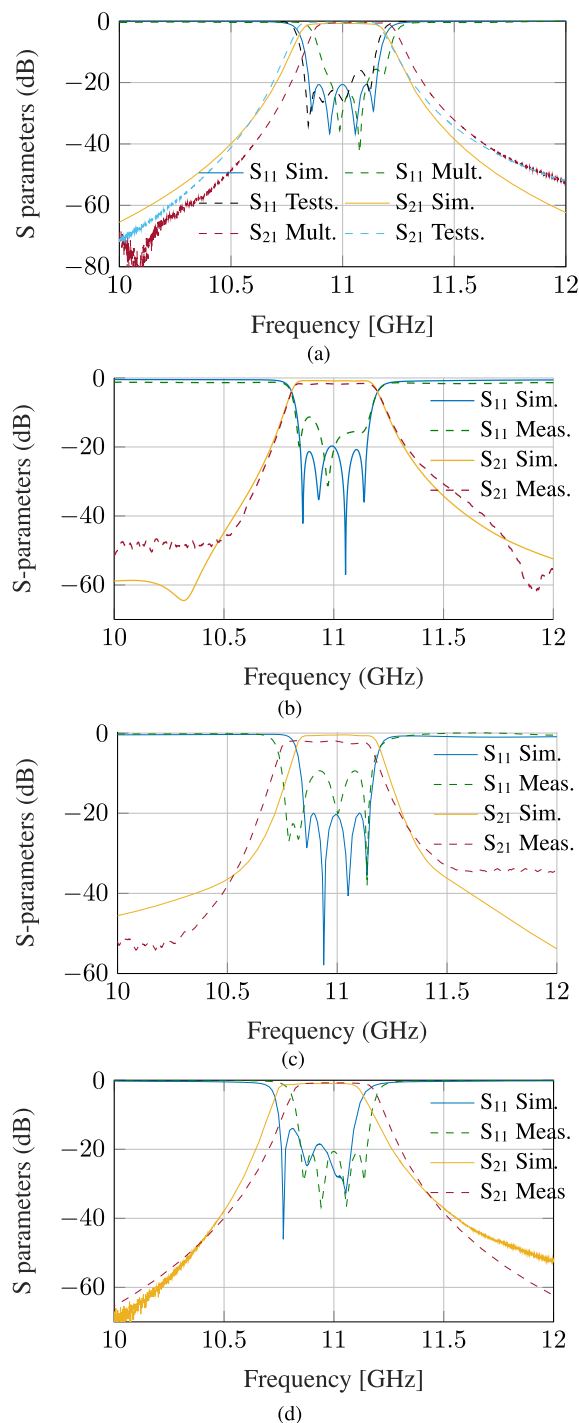 0
−20
−40
−60
−80
10
10.5
11
11.5
12
S parameters (dB)
S11 Sim.
S11 Mult.
S11 Tests.
S21 Sim.
S21 Mult.
S21 Tests.
Frequency [GHz]
(a)
0
−20
−40
−60
10
10.5
11
11.5
12
S-parameters (dB)
S11 Sim.
S11 Meas.
S21 Sim.
S21 Meas.
Frequency (GHz)
(b)
0
−20
−40
−60
10
10.5
11
11.5
12
S-parameters (dB)
S11 Sim.
S11 Meas.
S21 Sim.
S21 Meas.
Frequency (GHz)
(c)
0
−20
−40
−60
10
10.5
11
11.5
12
S parameters (dB)
S11 Sim.
S11 Meas.
S21 Sim.
S21 Meas
Frequency [GHz]
(d)